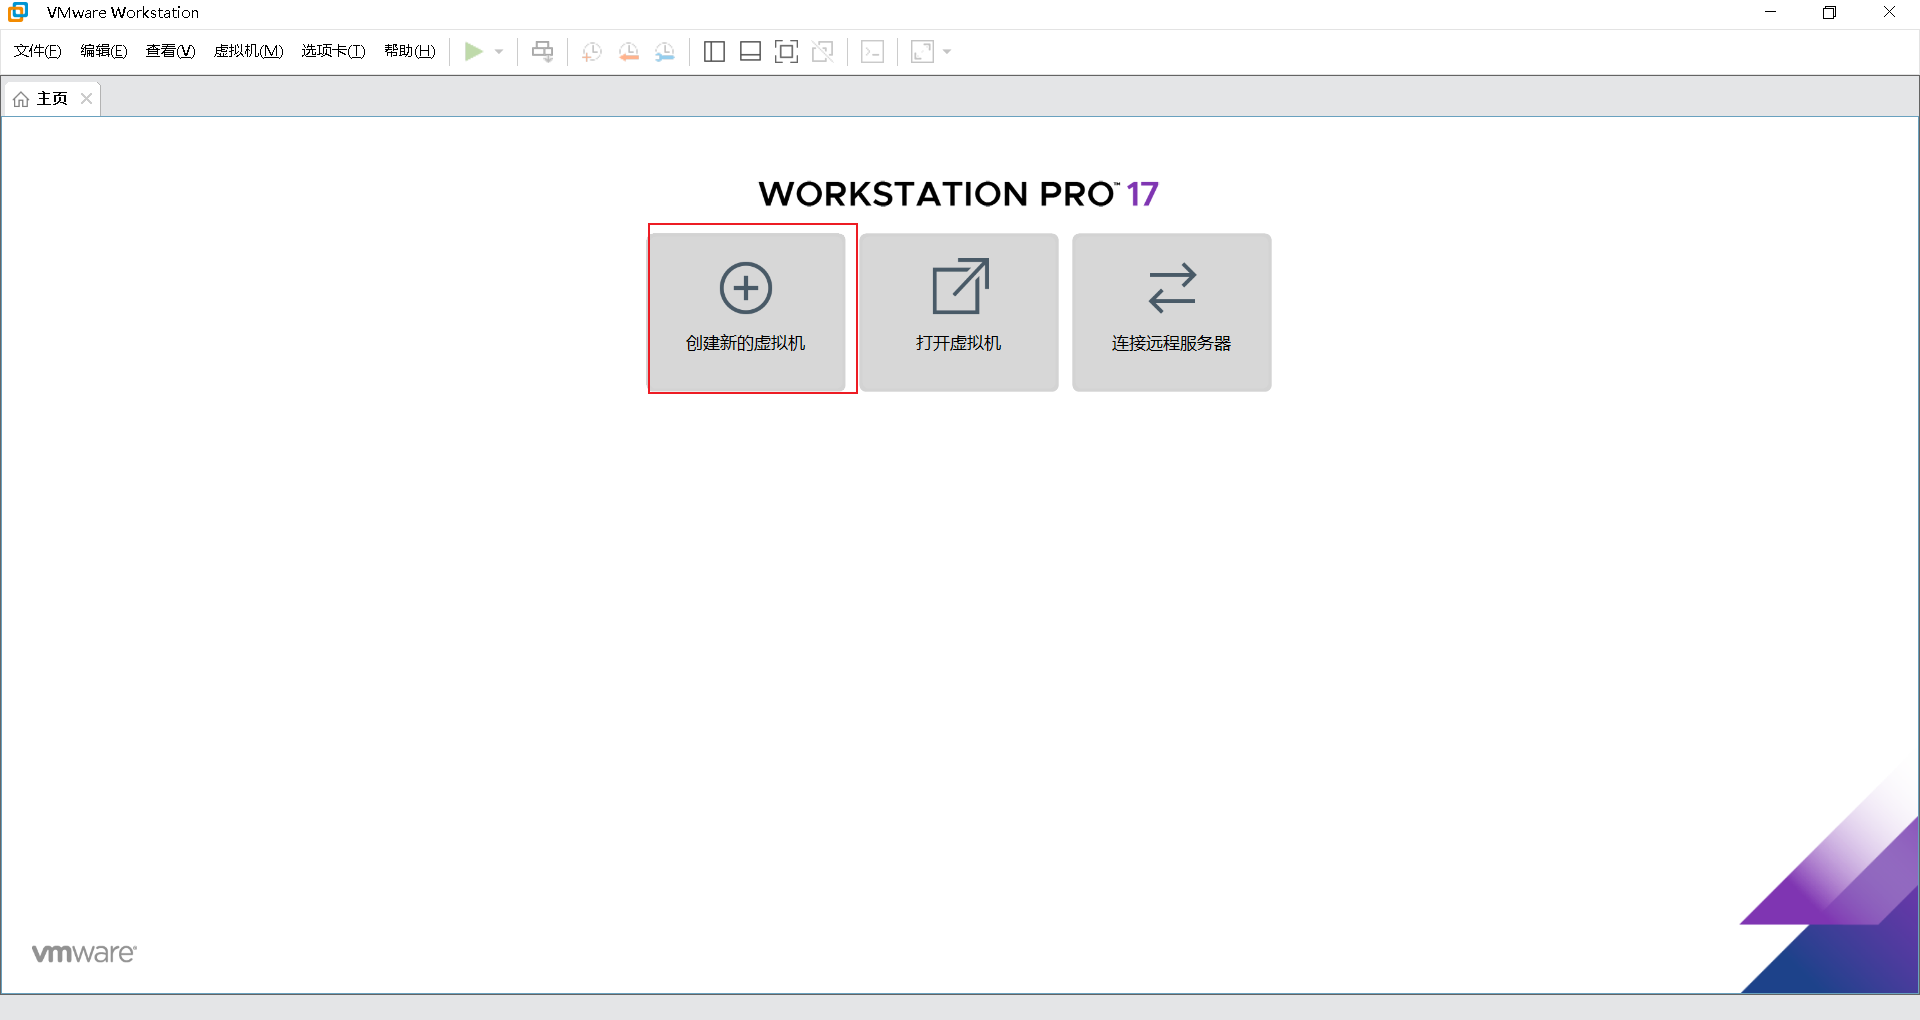 VMware Workstation
文件(F) 编辑(E) 查看(V) 虚拟机(M) 选项卡(T) 帮助(H)
主页
WORKSTATION PRO™ 17
创建新的虚拟机 打开虚拟机 连接远程服务器
vmware®